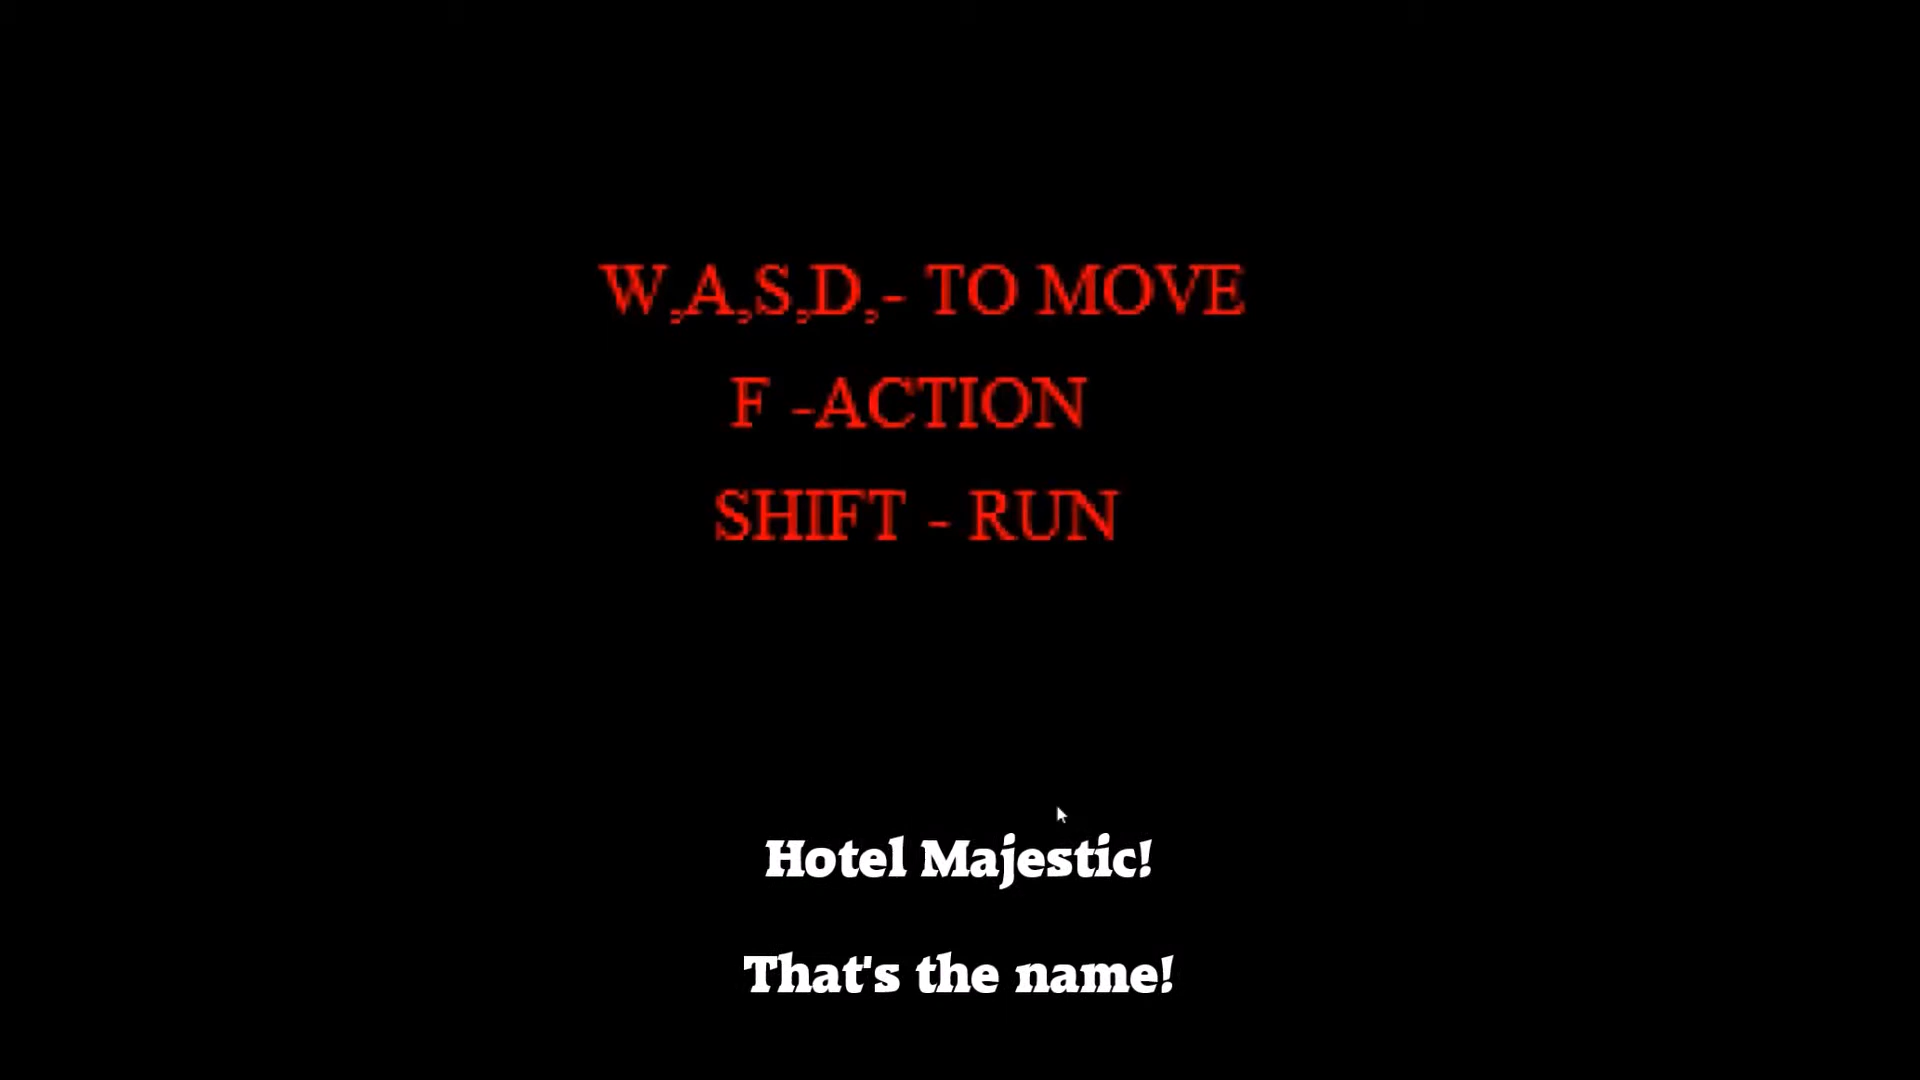 W,A,S,D,- TO MOVE
F -ACTION
SHIFT - RUN
Hotel Majestic!
That's the name!